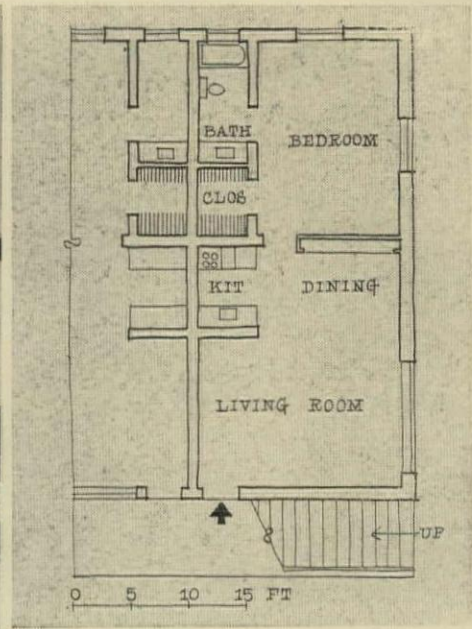 BATH
BEDROOM
CLOS
KIT
DINING
LIVING ROOM
UP
0 5 10 15 FT